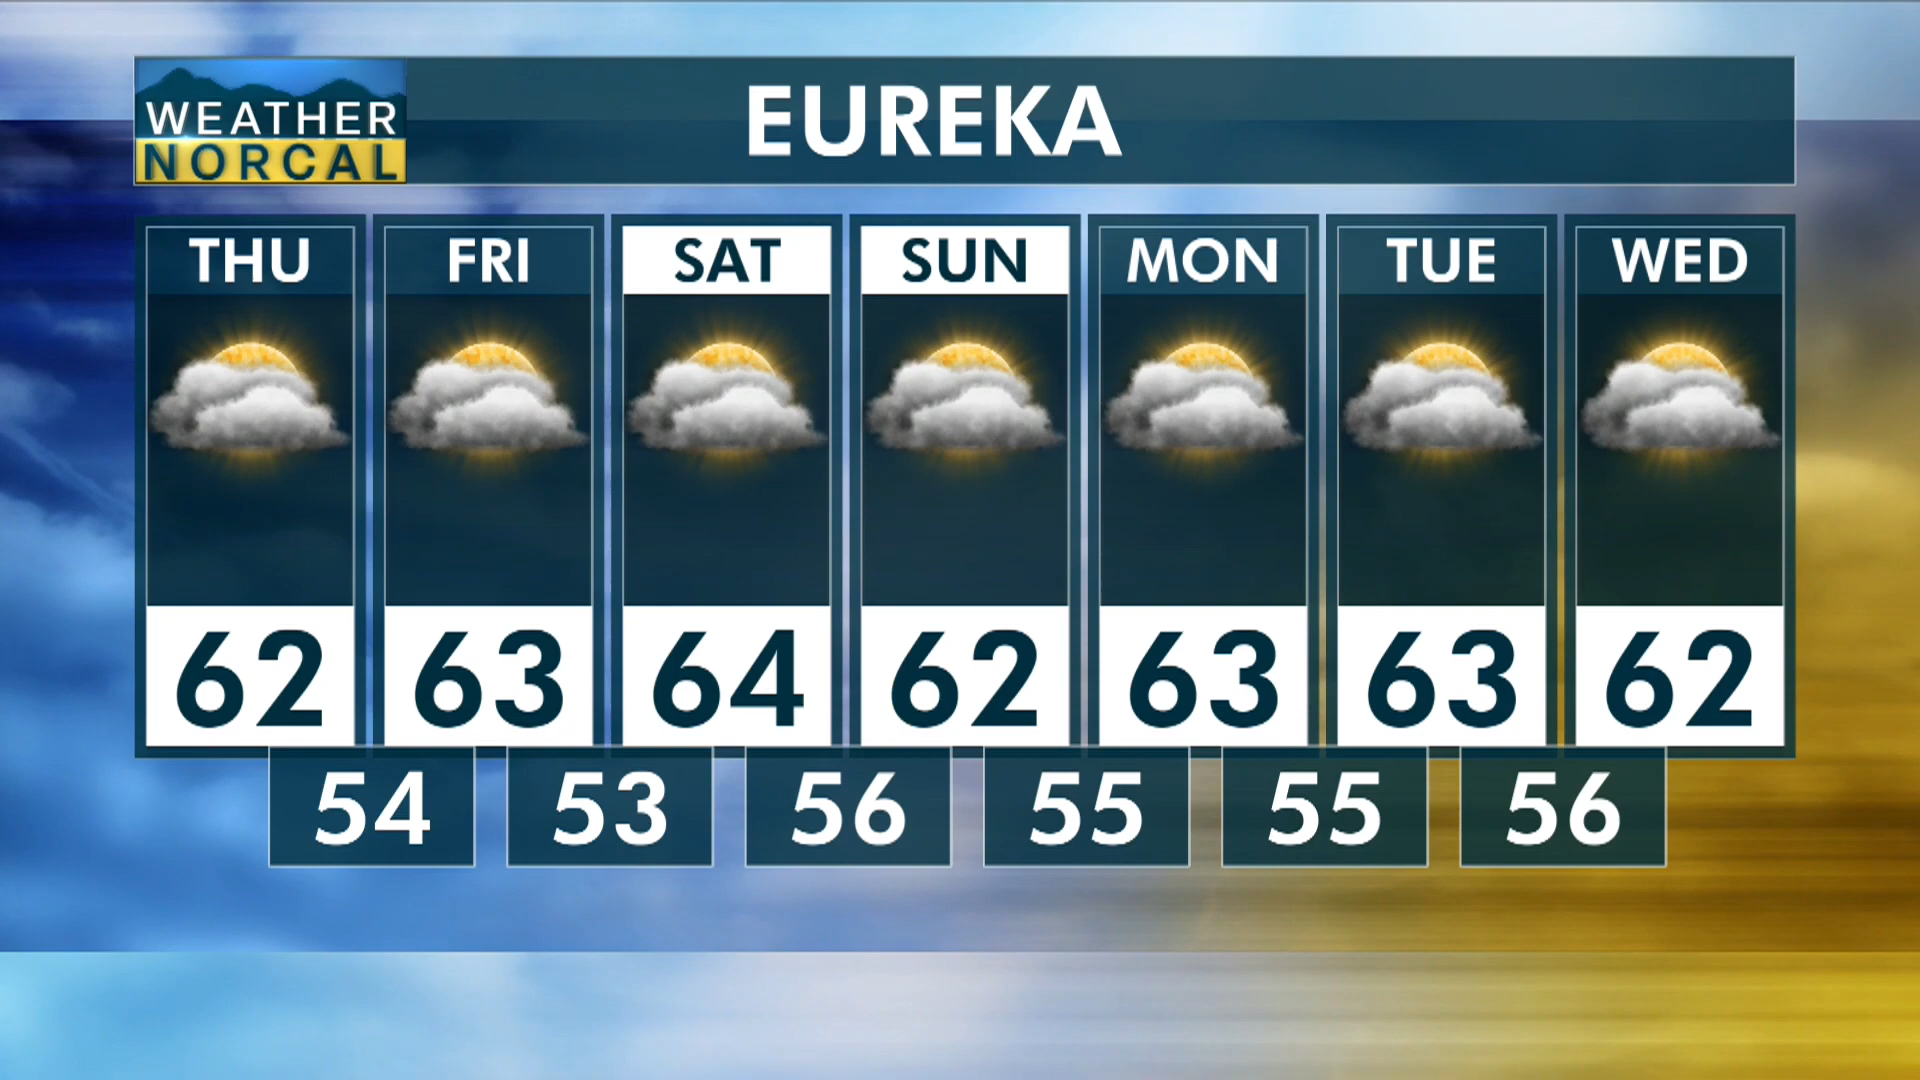 WEATHER
NORCAL
EUREKA
THU FRI SAT SUN MON TUE WED
62 63 64 62 63 63 62
54 53 56 55 55 56